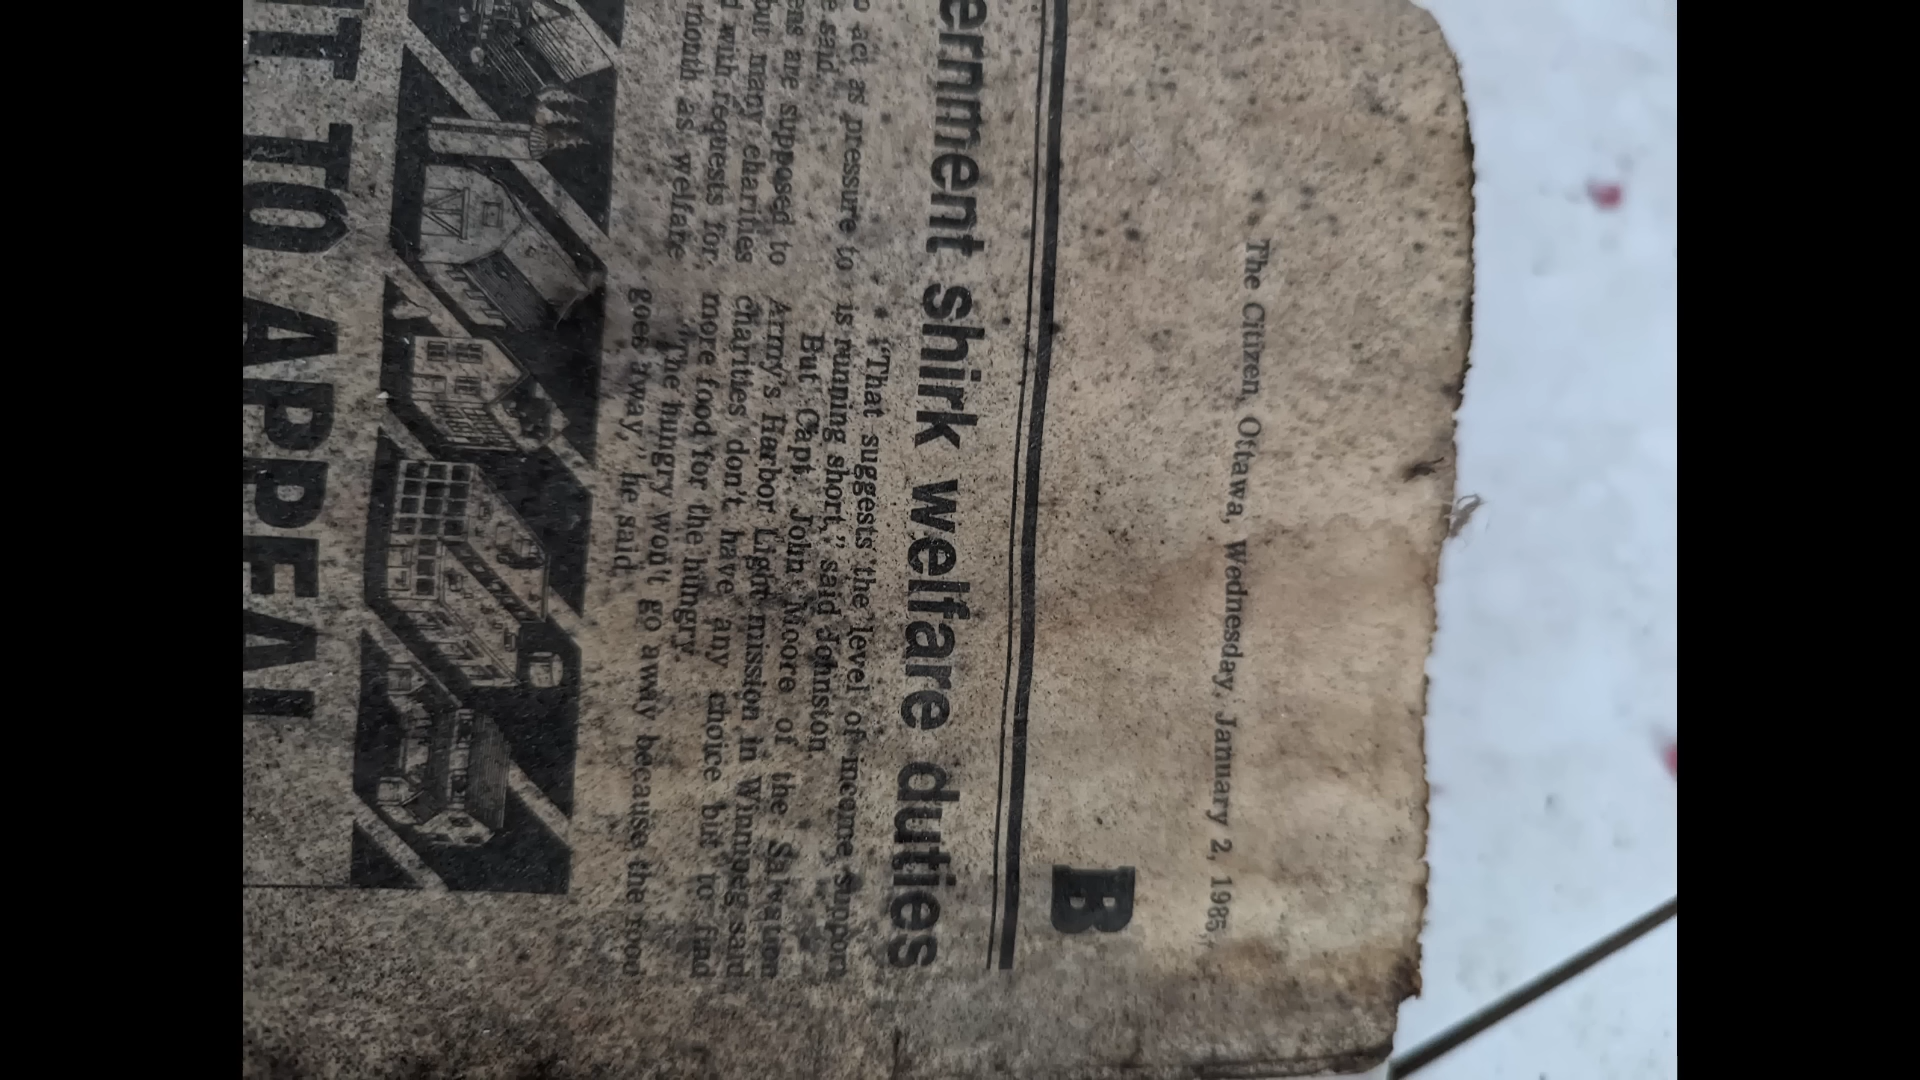 The Citizen, Ottawa, Wednesday, January 2, 1985,
B
ernment shirk welfare duties
o act as pressure to
e said.
ens are supposed to
but many charities
d with requests for,
month as welfare
“That suggests the level of income support
is running short,” said Johnston.
But Capt. John Moore of the Salvation
Army's Harbor Light mission in Winnipeg said
charities don't have any choice but to find
more food for the hungry.
“The hungry won't go away because the food
goes away,” he said.
IT TO APPEAL